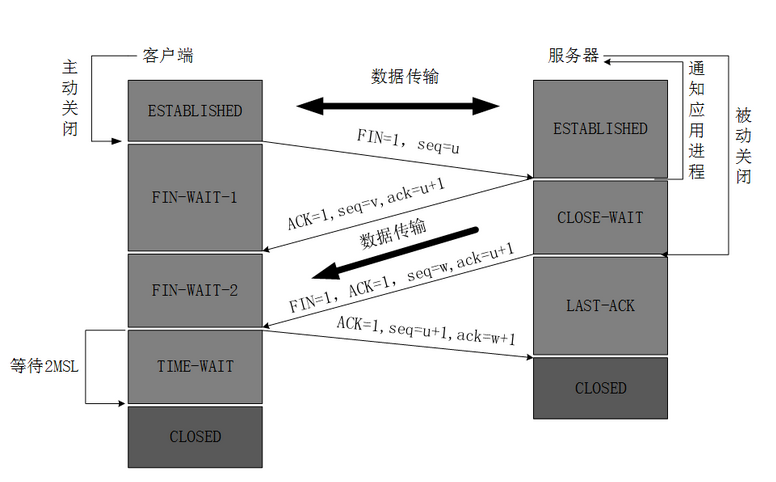 客户端
服务器
主动关闭
数据传输
通知应用进程
被动关闭
ESTABLISHED
ESTABLISHED
FIN=1, seq=u
FIN-WAIT-1
ACK=1,seq=v,ack=u+1
CLOSE-WAIT
数据传输
FIN-WAIT-2
FIN=1, ACK=1, seq=w,ack=u+1
LAST-ACK
ACK=1,seq=u+1,ack=w+1
等待2MSL
TIME-WAIT
CLOSED
CLOSED